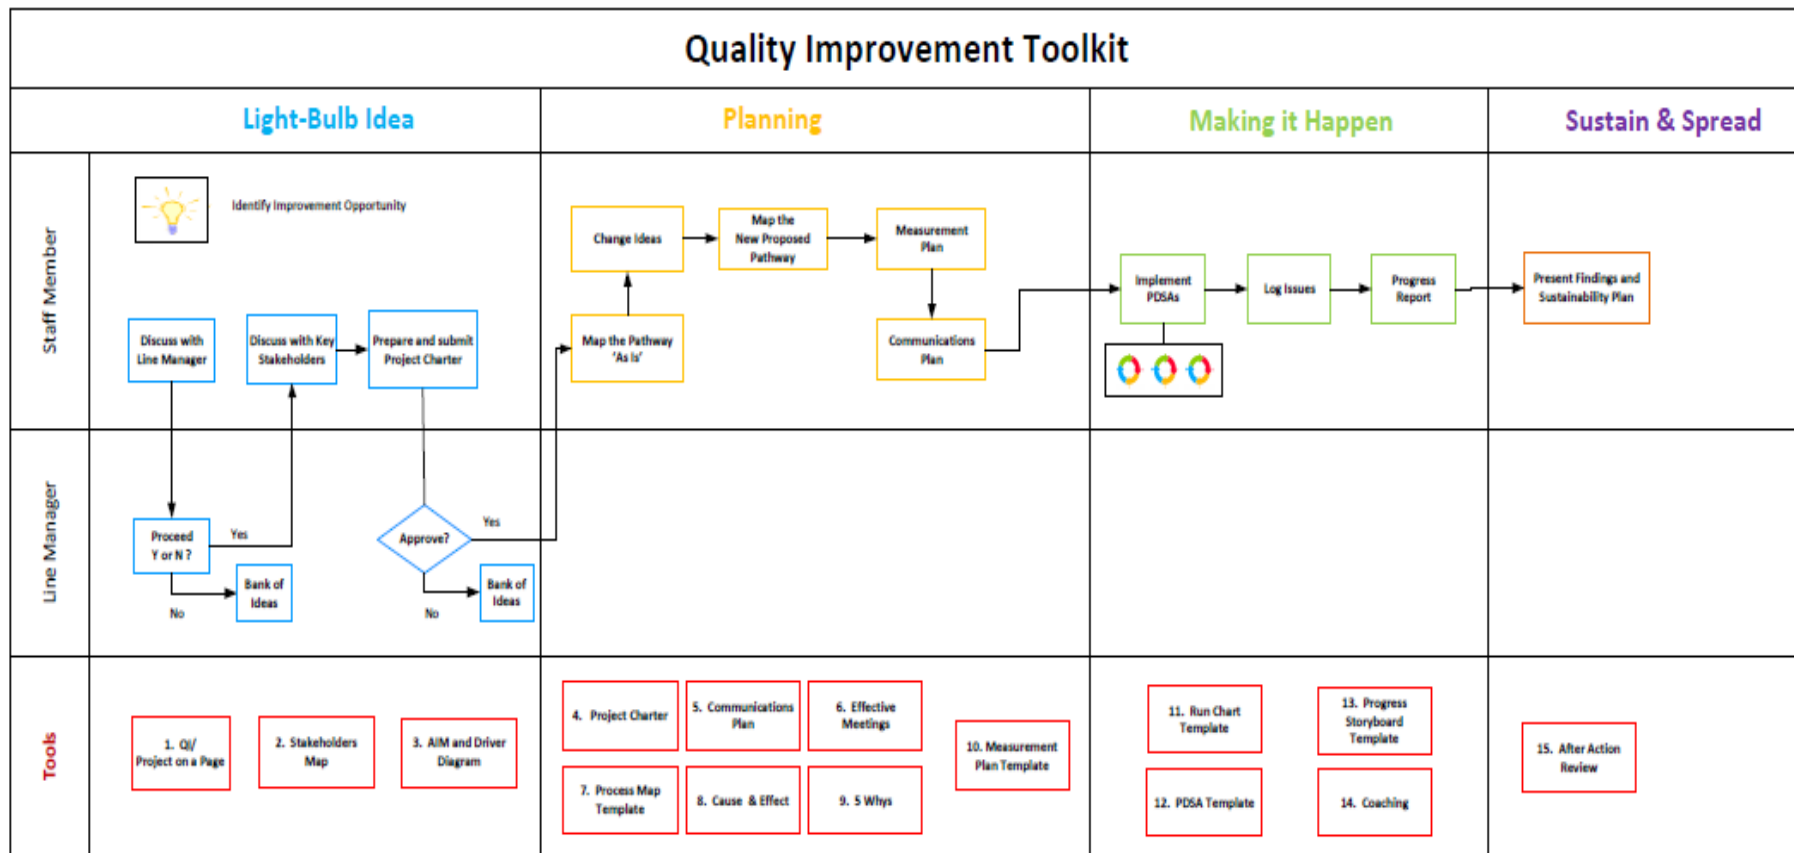 Quality Improvement Toolkit
Light-Bulb Idea
Planning
Making it Happen
Sustain & Spread
Staff Member
Identify Improvement Opportunity
Discuss with
Line Manager
Discuss with Key
Stakeholders
Prepare and submit
Project Charter
Change Ideas
Map the
New Proposed
Pathway
Measurement
Plan
Map the Pathway
'As Is'
Communications
Plan
Implement
PDSAs
Log Issues
Progress
Report
Present Findings and
Sustainability Plan
Line Manager
Proceed
Y or N ?
Yes
No
Bank of
Ideas
Approve?
Yes
No
Bank of
Ideas
Tools
1. QI/
Project on a Page
2. Stakeholders
Map
3. AIM and Driver
Diagram
4. Project Charter
5. Communications
Plan
6. Effective
Meetings
7. Process Map
Template
8. Cause & Effect
9. 5 Whys
10. Measurement
Plan Template
11. Run Chart
Template
12. PDSA Template
13. Progress
Storyboard
Template
14. Coaching
15. After Action
Review